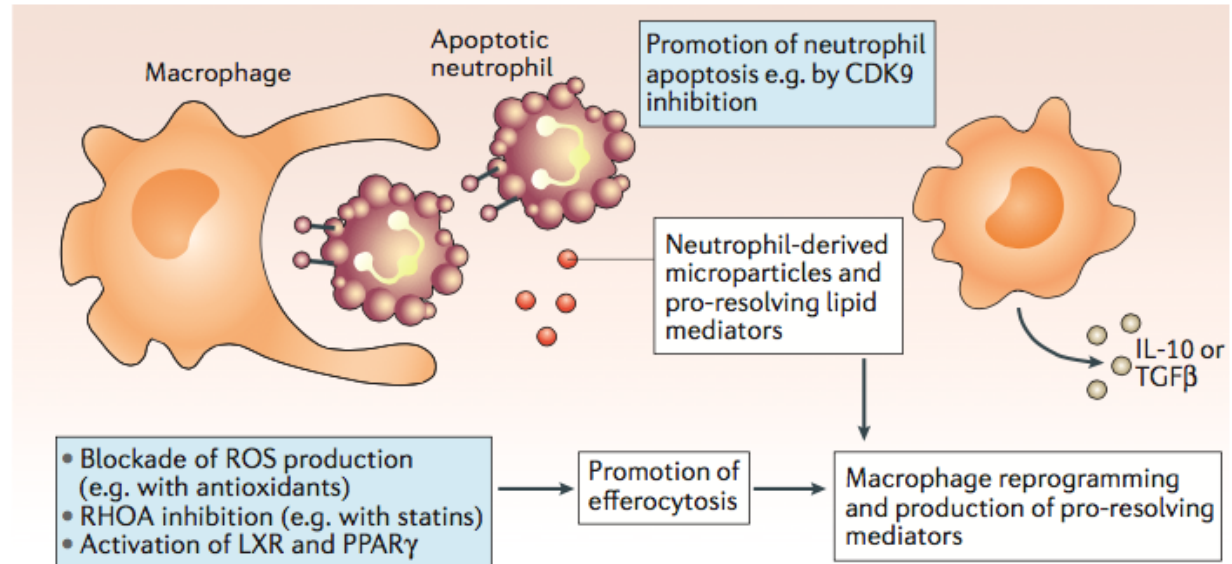 Macrophage
Apoptotic
neutrophil
Promotion of neutrophil
apoptosis e.g. by CDK9
inhibition
Neutrophil-derived
microparticles and
pro-resolving lipid
mediators
IL-10 or
TGFβ
• Blockade of ROS production
(e.g. with antioxidants)
• RHOA inhibition (e.g. with statins)
• Activation of LXR and PPARγ
Promotion of
efferocytosis
Macrophage reprogramming
and production of pro-resolving
mediators